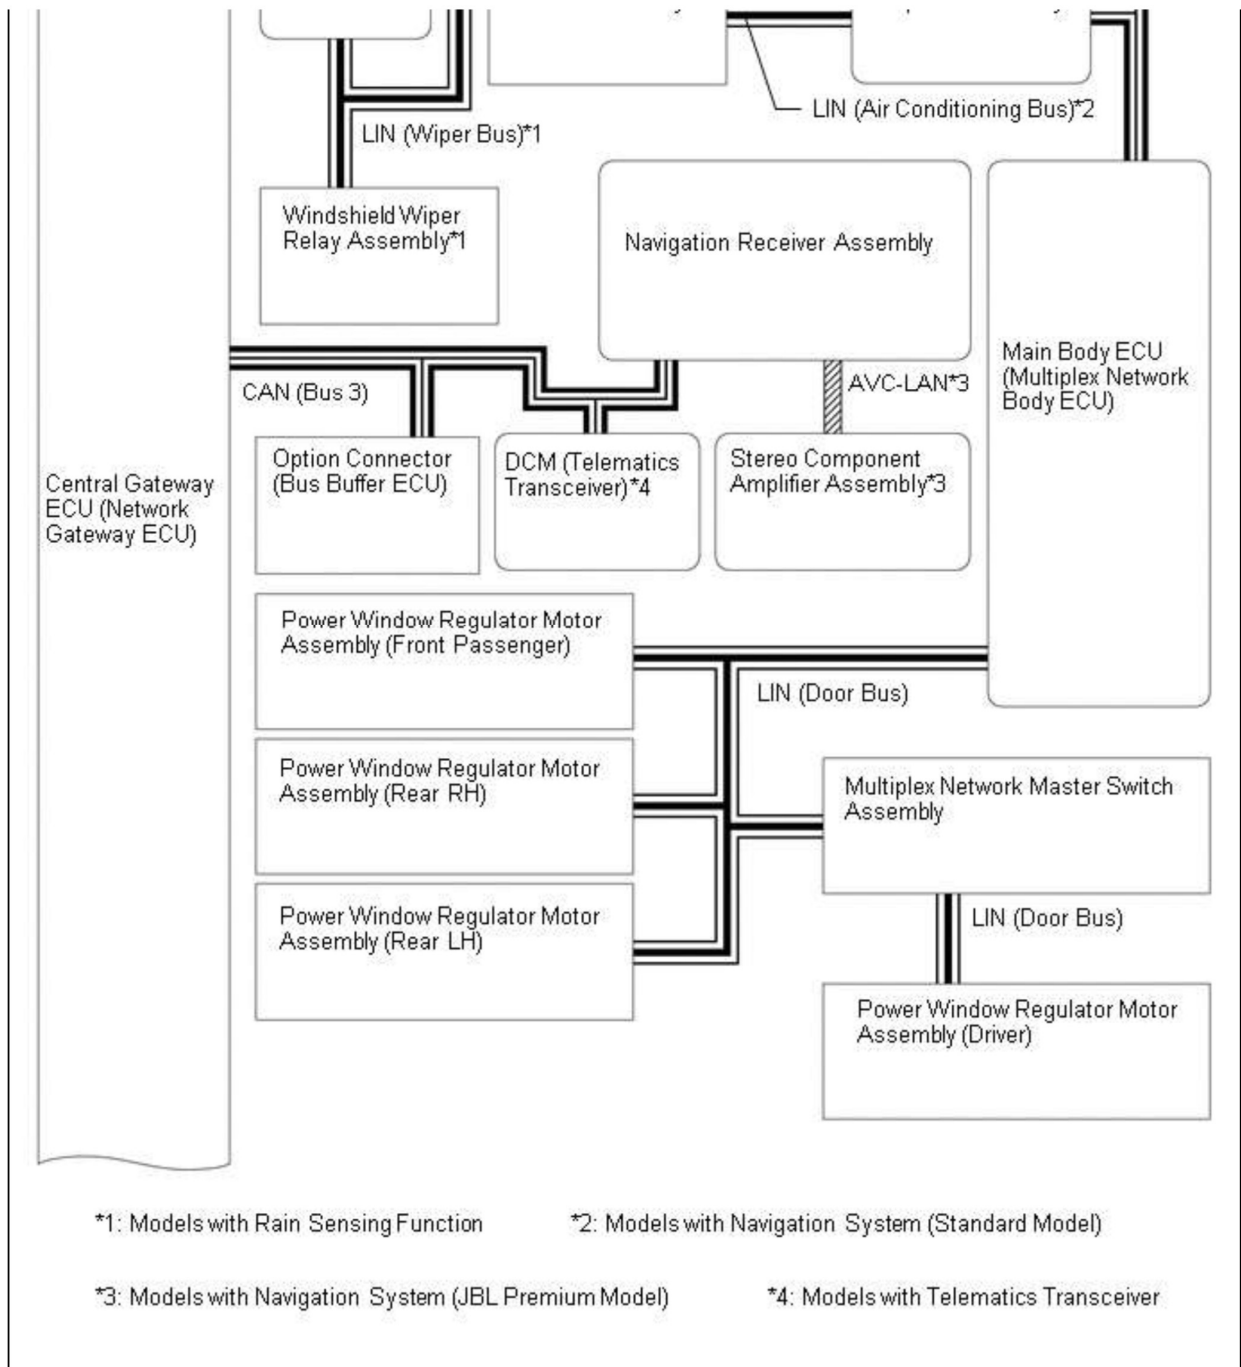 LIN (Air Conditioning Bus)*2
LIN (Wiper Bus)*1
Windshield Wiper
Relay Assembly*1
Navigation Receiver Assembly
Main Body ECU
(Multiplex Network
Body ECU)
CAN (Bus 3)
AVC-LAN*3
Central Gateway
ECU (Network
Gateway ECU)
Option Connector
(Bus Buffer ECU)
DCM (Telematics
Transceiver)*4
Stereo Component
Amplifier Assembly*3
Power Window Regulator Motor
Assembly (Front Passenger)
LIN (Door Bus)
Power Window Regulator Motor
Assembly (Rear RH)
Multiplex Network Master Switch
Assembly
Power Window Regulator Motor
Assembly (Rear LH)
LIN (Door Bus)
Power Window Regulator Motor
Assembly (Driver)
*1: Models with Rain Sensing Function
*2: Models with Navigation System (Standard Model)
*3: Models with Navigation System (JBL Premium Model)
*4: Models with Telematics Transceiver